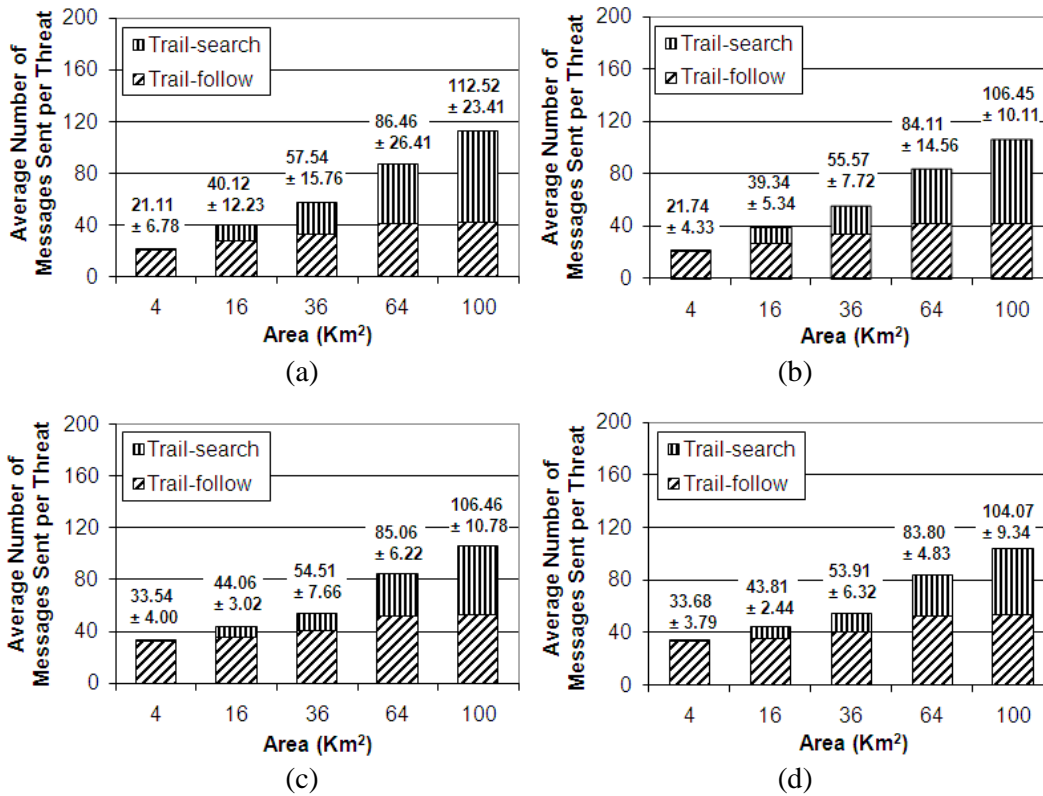 Average Number of
Messages Sent per Threat
200
160
120
80
40
0
Trail-search
Trail-follow
21.11
± 6.78
40.12
± 12.23
57.54
± 15.76
86.46
± 26.41
112.52
± 23.41
4 16 36 64 100
Area (Km²)
(a)
Average Number of
Messages Sent per Threat
200
160
120
80
40
0
Trail-search
Trail-follow
21.74
± 4.33
39.34
± 5.34
55.57
± 7.72
84.11
± 14.56
106.45
± 10.11
4 16 36 64 100
Area (Km²)
(b)
Average Number of
Messages Sent per Threat
200
160
120
80
40
0
Trail-search
Trail-follow
33.54
± 4.00
44.06
± 3.02
54.51
± 7.66
85.06
± 6.22
106.46
± 10.78
4 16 36 64 100
Area (Km²)
(c)
Average Number of
Messages Sent per Threat
200
160
120
80
40
0
Trail-search
Trail-follow
33.68
± 3.79
43.81
± 2.44
53.91
± 6.32
83.80
± 4.83
104.07
± 9.34
4 16 36 64 100
Area (Km²)
(d)